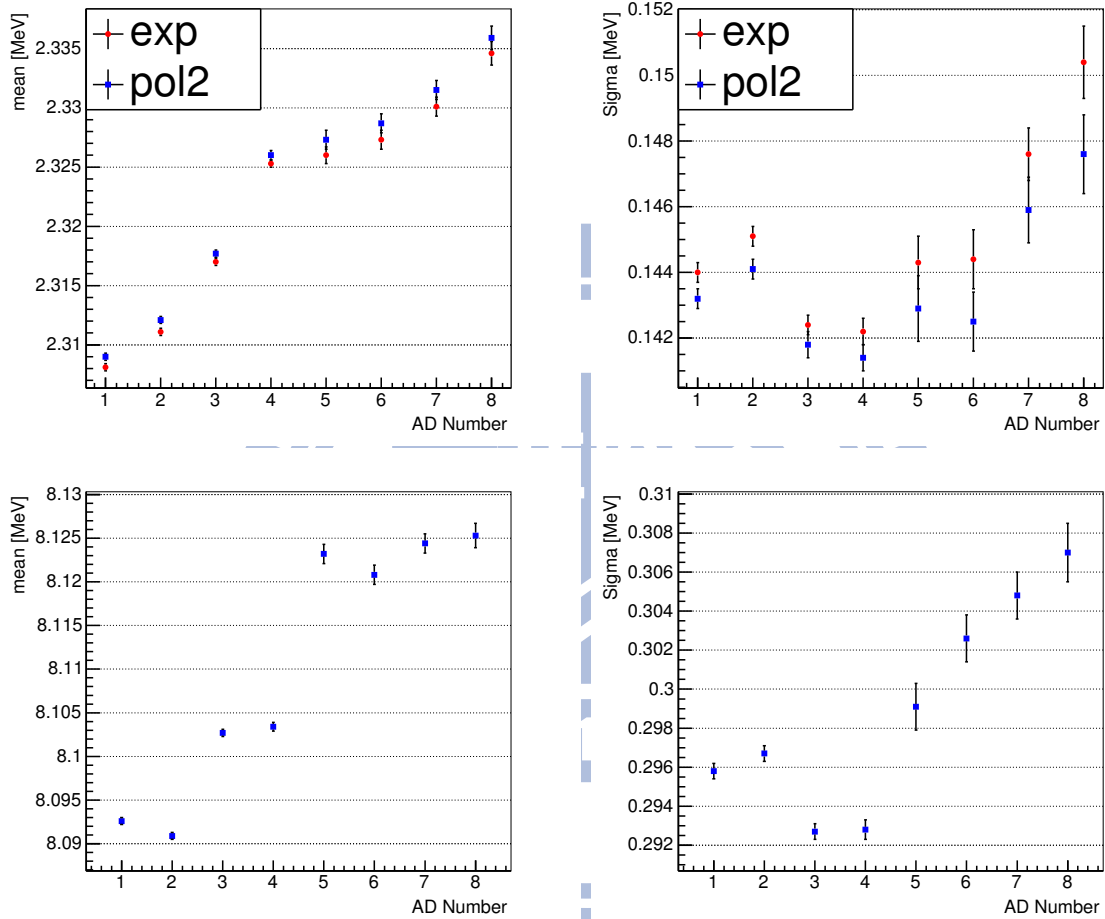 mean [MeV]
exp
pol2
2.335
2.33
2.325
2.32
2.315
2.31
1 2 3 4 5 6 7 8
AD Number
Sigma [MeV]
exp
pol2
0.152
0.15
0.148
0.146
0.144
0.142
1 2 3 4 5 6 7 8
AD Number
mean [MeV]
8.13
8.125
8.12
8.115
8.11
8.105
8.1
8.095
8.09
1 2 3 4 5 6 7 8
AD Number
Sigma [MeV]
0.31
0.308
0.306
0.304
0.302
0.3
0.298
0.296
0.294
0.292
1 2 3 4 5 6 7 8
AD Number